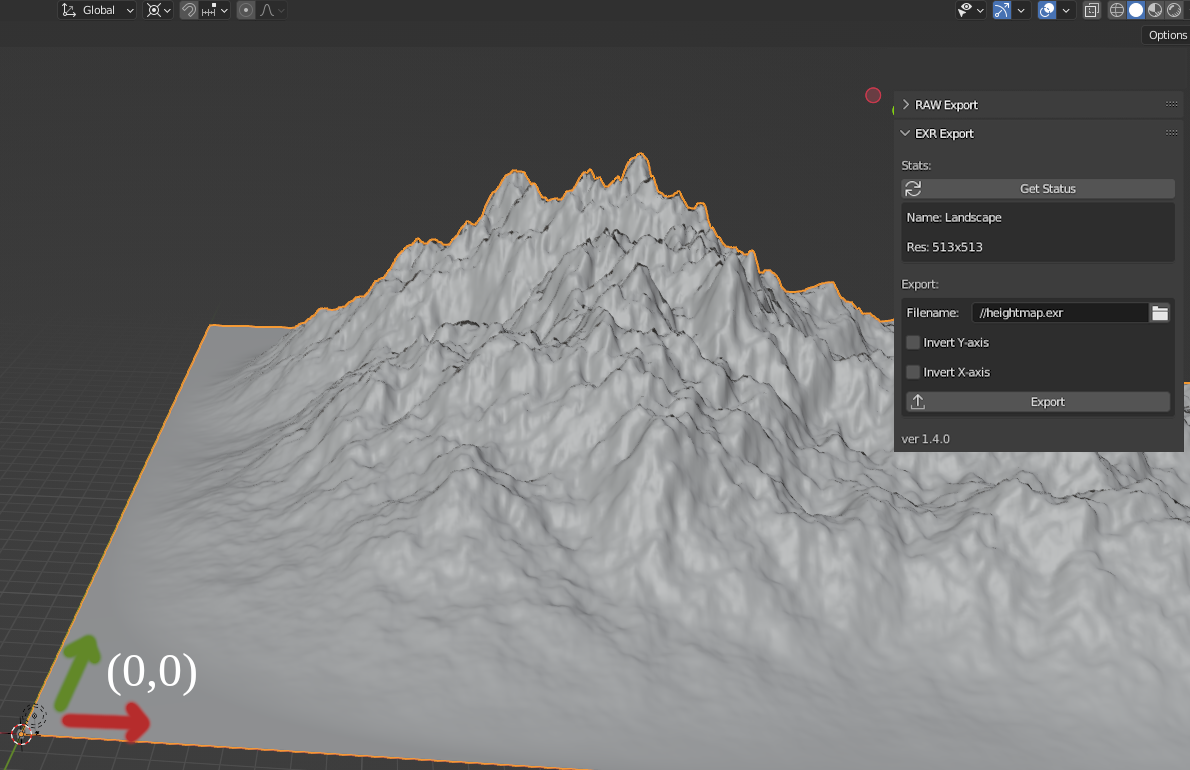 Global
Options
RAW Export
EXR Export
Stats:
Get Status
Name: Landscape
Res: 513x513
Export:
Filename: //heightmap.exr
Invert Y-axis
Invert X-axis
Export
ver 1.4.0
(0,0)